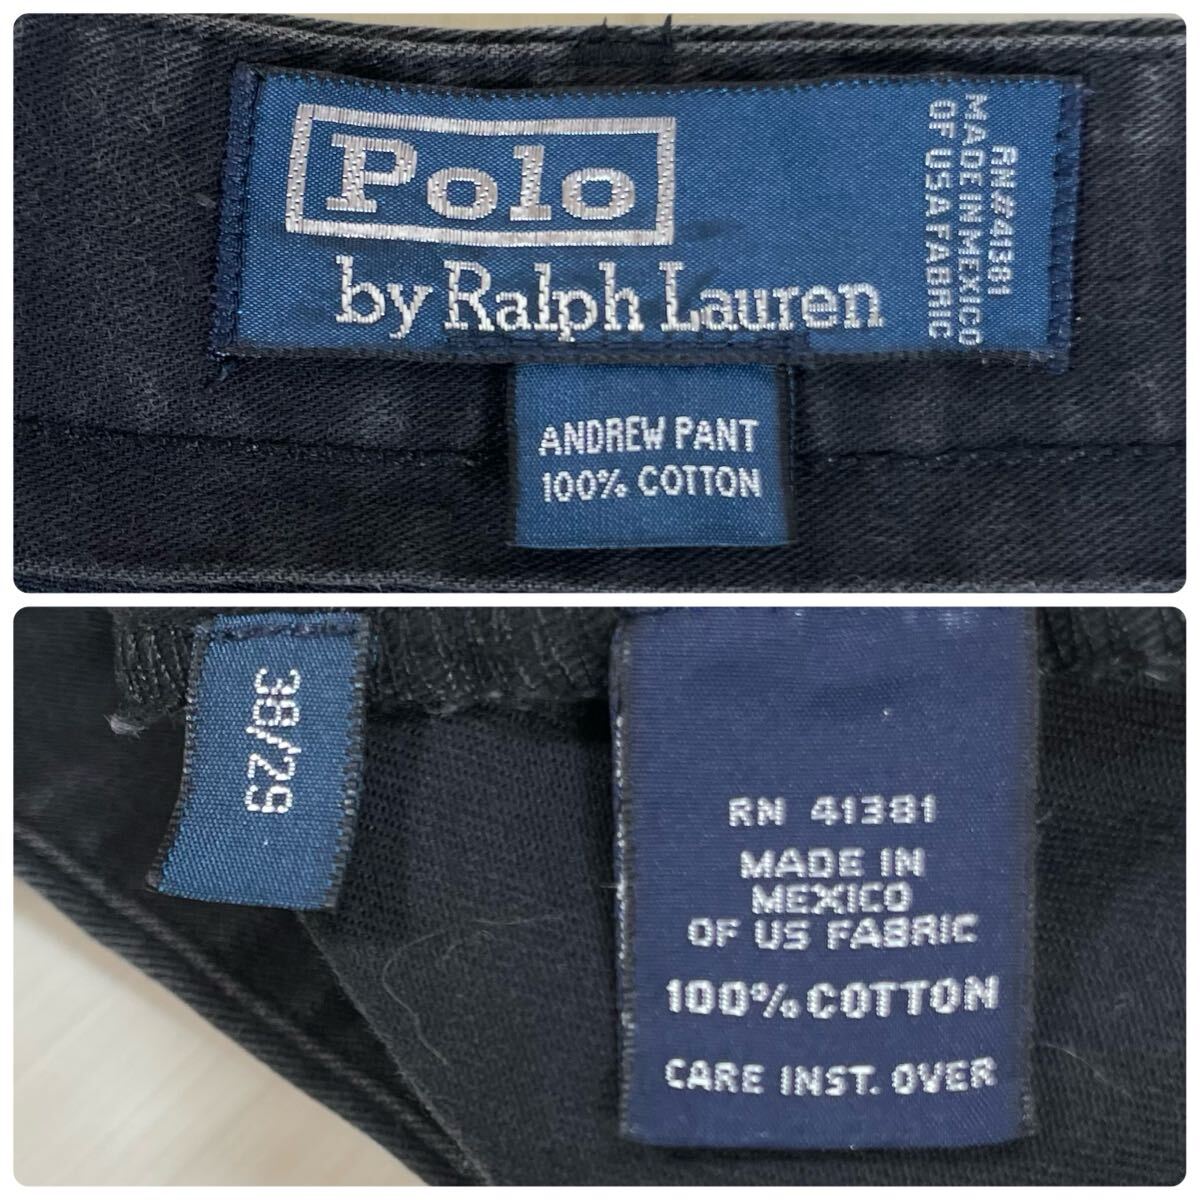 Polo
by Ralph Lauren
RN#41381
MADE IN MEXICO
OF USA FABRIC
ANDREW PANT
100% COTTON
38/29
RN 41381
MADE IN
MEXICO
OF US FABRIC
100% COTTON
CARE INST. OVER